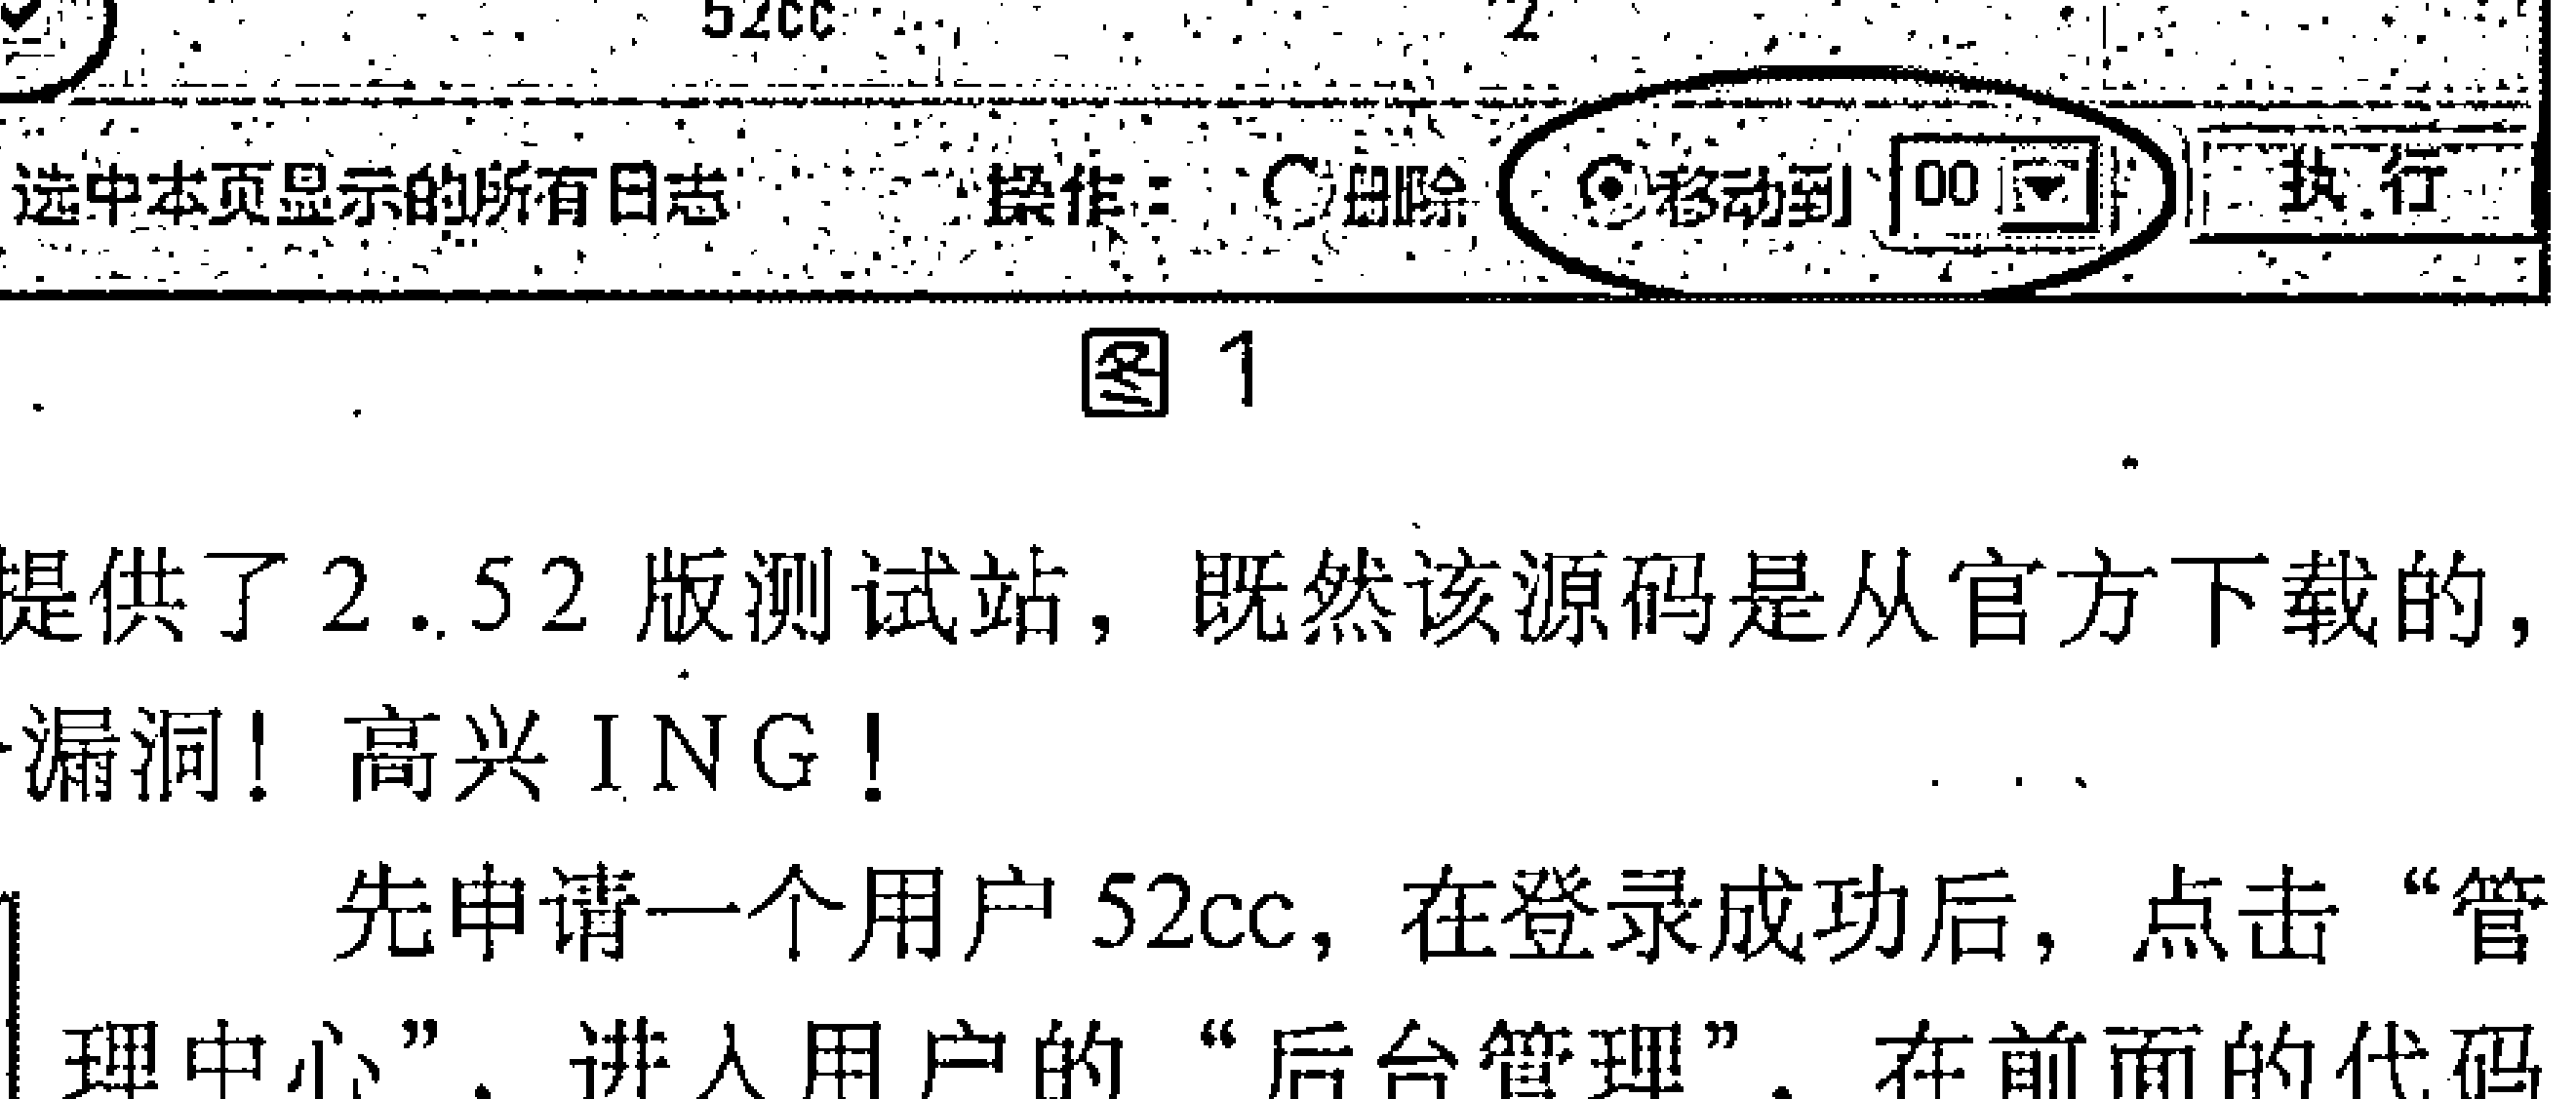 52cc 2
选中本页显示的所有日志 操作： 删除 移动到 00 执 行
图 1
提供了2.52版测试站，既然该源码是从官方下载的，
漏洞！高兴ING！
先申请一个用户52cc，在登录成功后，点击“管
理中心”，进入用户的“后台管理”，在前面的代码